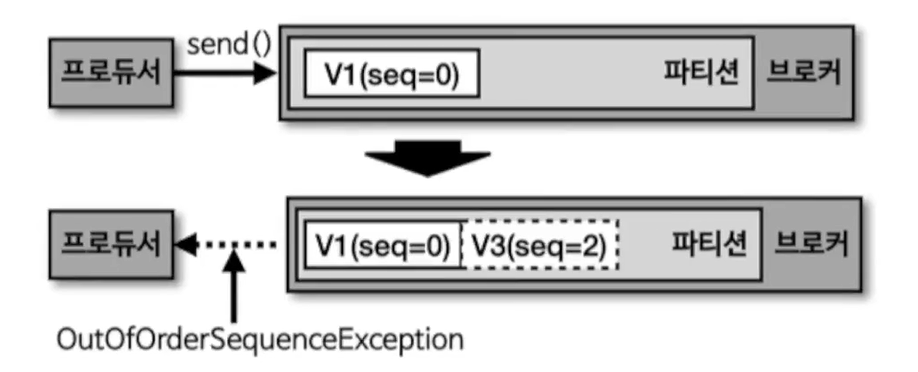 send()
프로듀서
V1(seq=0)
파티션
브로커
프로듀서
V1(seq=0)
V3(seq=2)
파티션
브로커
OutOfOrderSequenceException